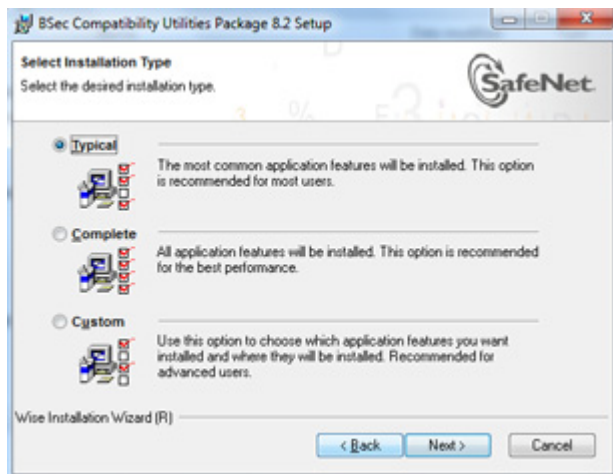 BSec Compatibility Utilities Package 8.2 Setup
Select Installation Type
Select the desired installation type.
SafeNet.
Typical
The most common application features will be installed. This option
is recommended for most users.
Complete
All application features will be installed. This option is recommended
for the best performance.
Custom
Use this option to choose which application features you want
installed and where they will be installed. Recommended for
advanced users.
Wise Installation Wizard (R)
< Back
Next >
Cancel